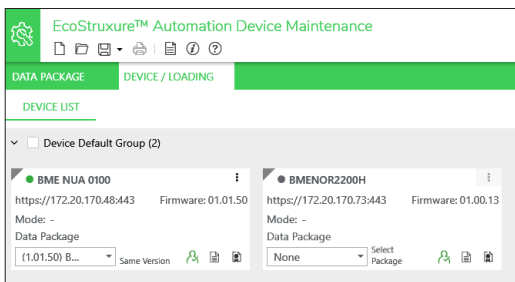 EcoStruxure™ Automation Device Maintenance
DATA PACKAGE
DEVICE / LOADING
DEVICE LIST
Device Default Group (2)
BME NUA 0100
https://172.20.170.48:443 Firmware: 01.01.50
Mode: -
Data Package
(1.01.50) B... Same Version
BMENOR2200H
https://172.20.170.73:443 Firmware: 01.00.13
Mode: -
Data Package
None
Select
Package